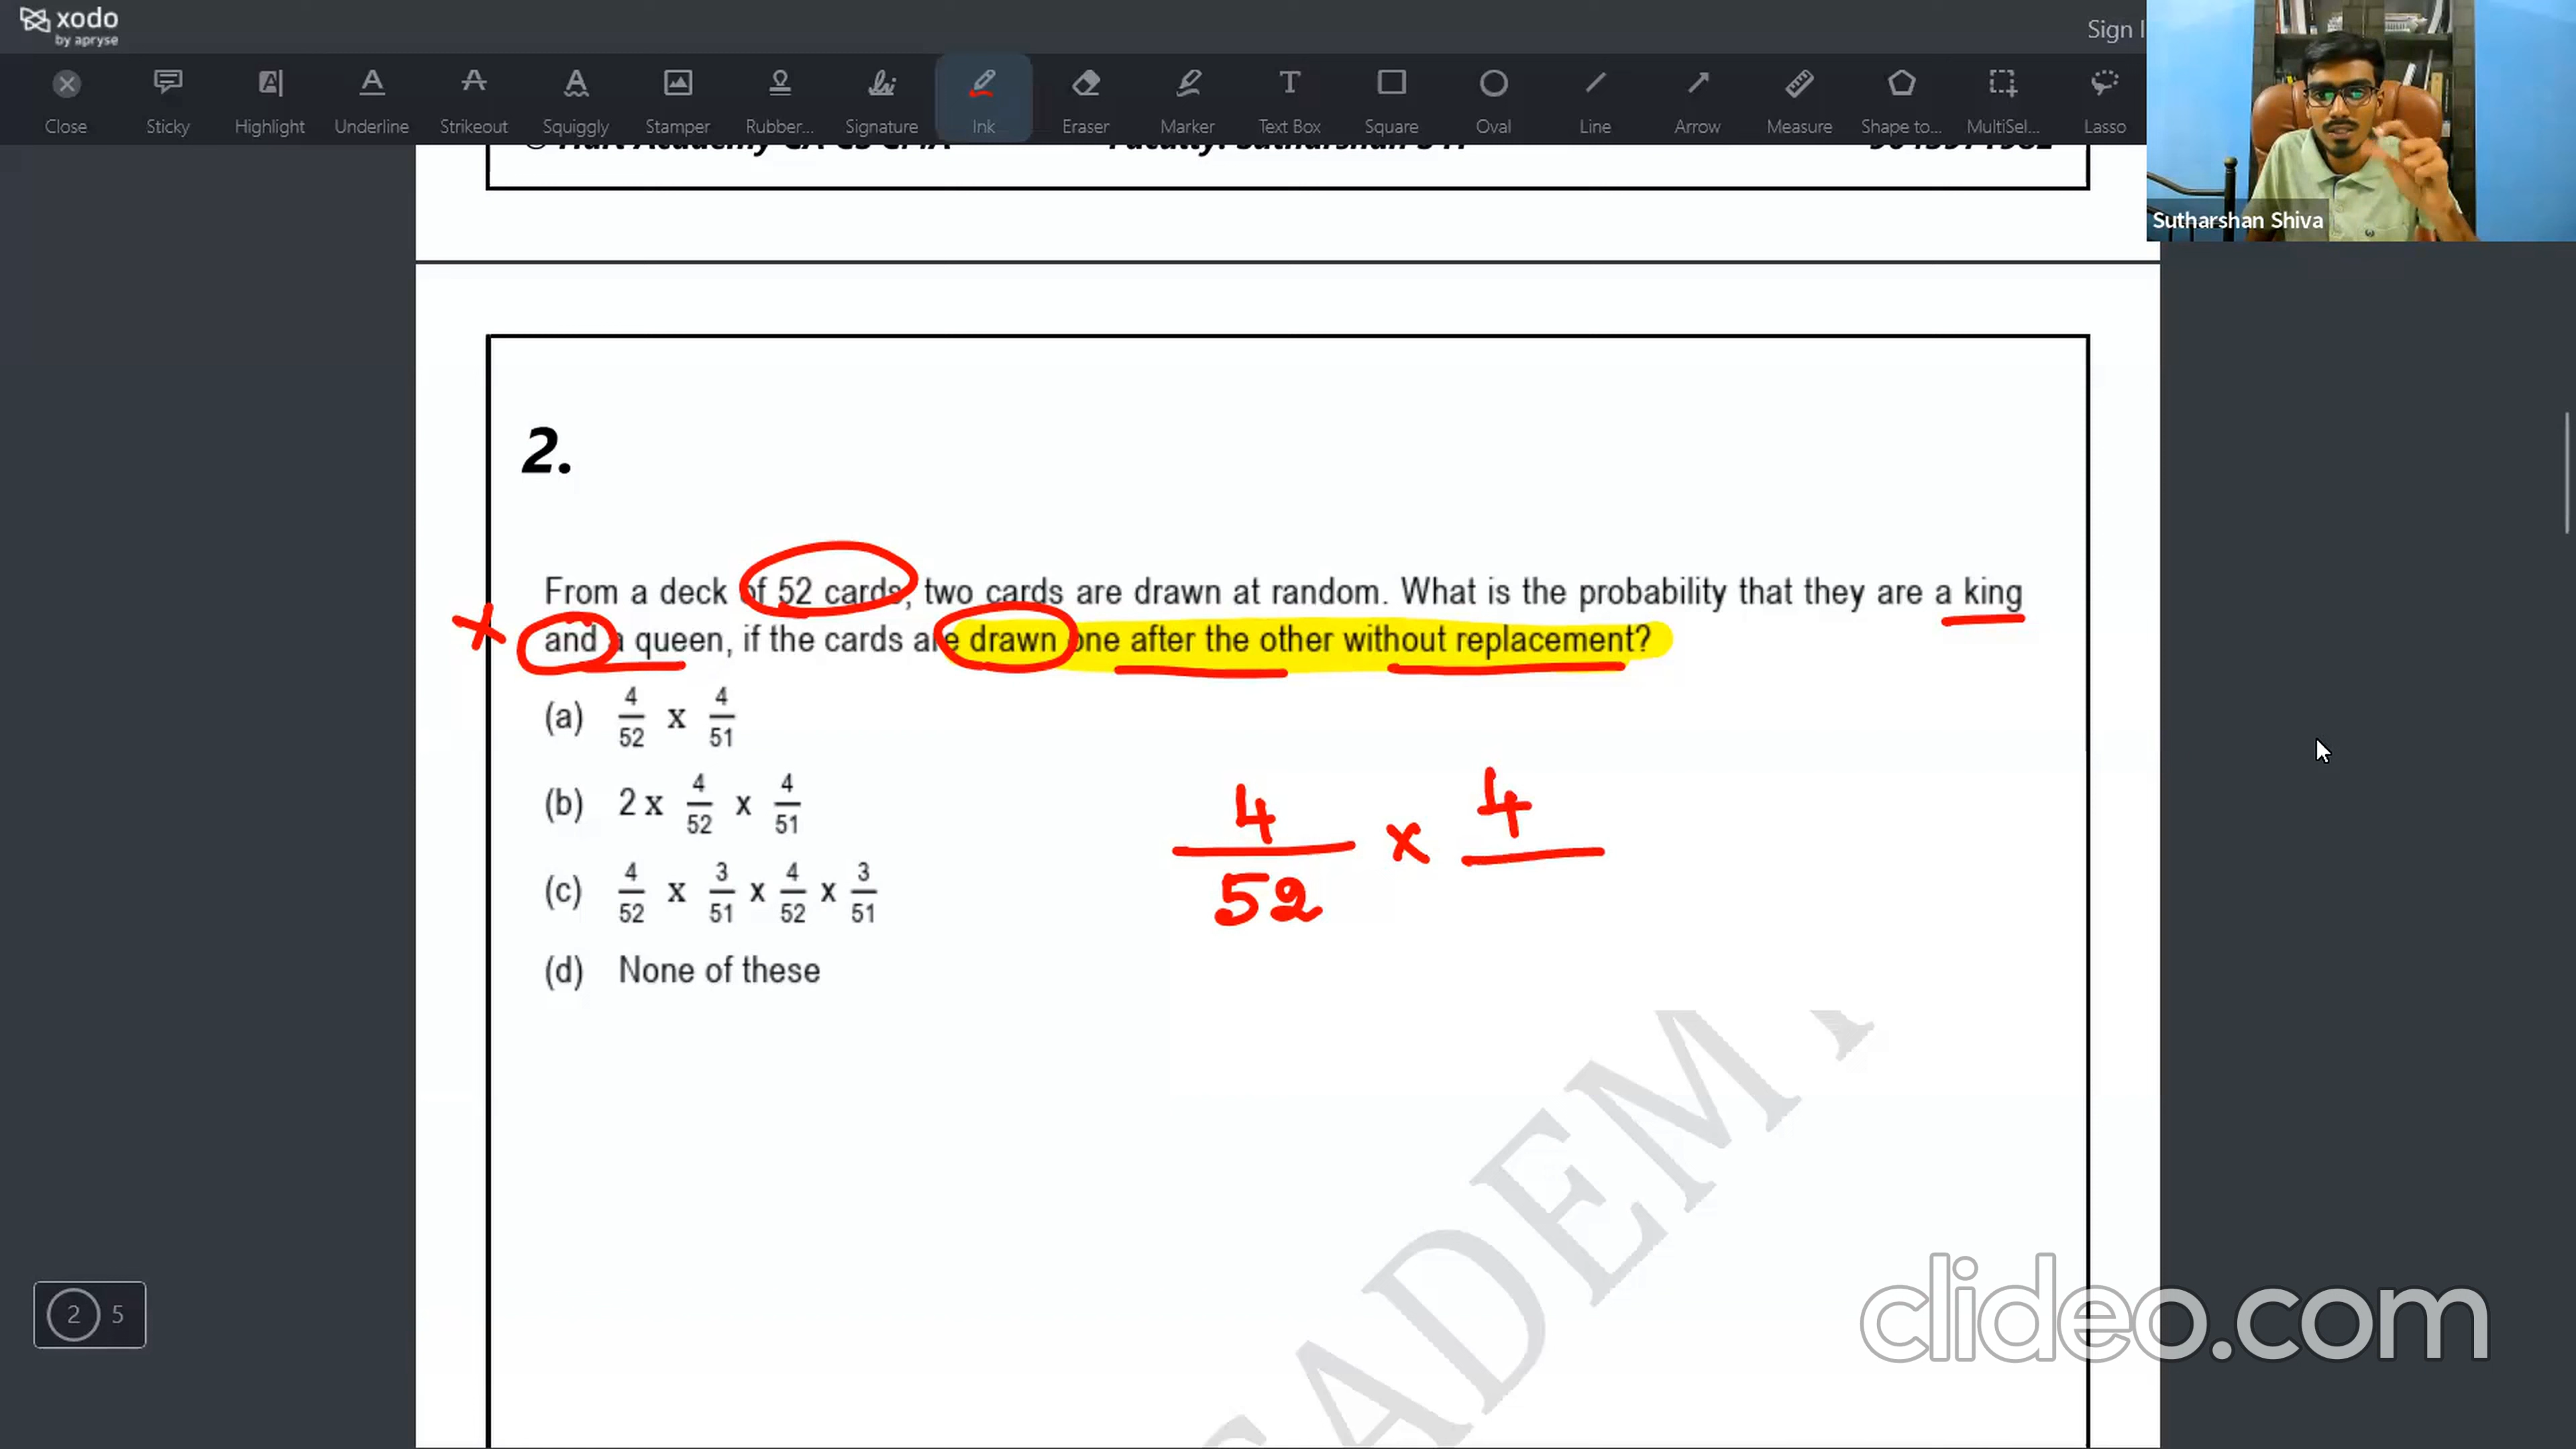 xodo
by apryse
Sign I
Close Sticky Highlight Underline Strikeout Squiggly Stamper Rubber... Signature Ink Eraser Marker Text Box Square Oval Line Arrow Measure Shape to... MultiSel... Lasso
Sutharshan Shiva
2.
From a deck of 52 cards, two cards are drawn at random. What is the probability that they are a king
x and a queen, if the cards are drawn one after the other without replacement?
(a) 4/52 x 4/51
(b) 2 x 4/52 x 4/51
(c) 4/52 x 3/51 x 4/52 x 3/51
(d) None of these
4/52 x 4/
CADEMY
clideo.com
2 5